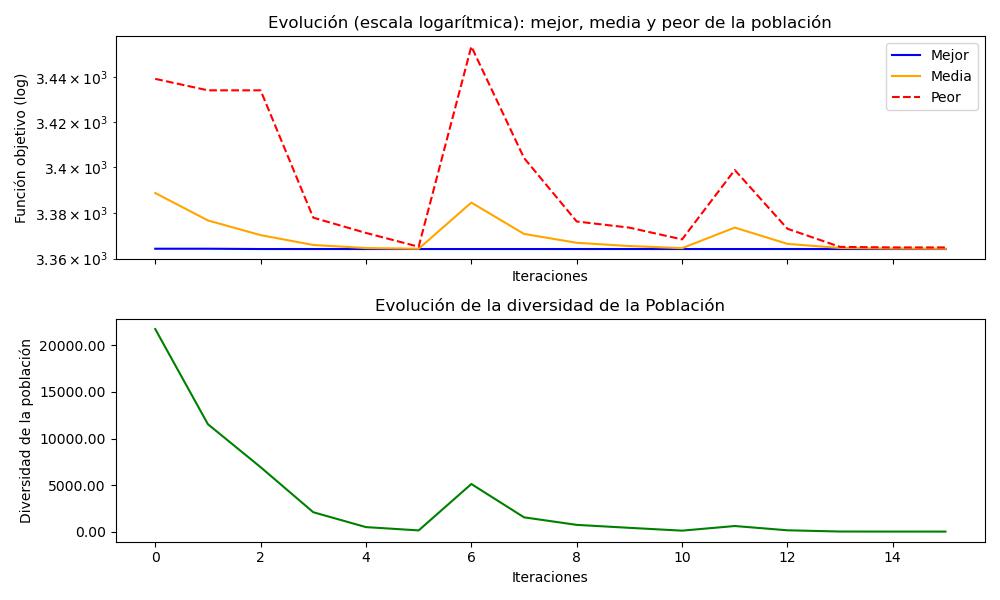 Evolución (escala logarítmica): mejor, media y peor de la población
Función objetivo (log)
3.44 × 10³
3.42 × 10³
3.4 × 10³
3.38 × 10³
3.36 × 10³
Mejor
Media
Peor
Iteraciones
Evolución de la diversidad de la Población
Diversidad de la población
20000.00
15000.00
10000.00
5000.00
0.00
0 2 4 6 8 10 12 14
Iteraciones